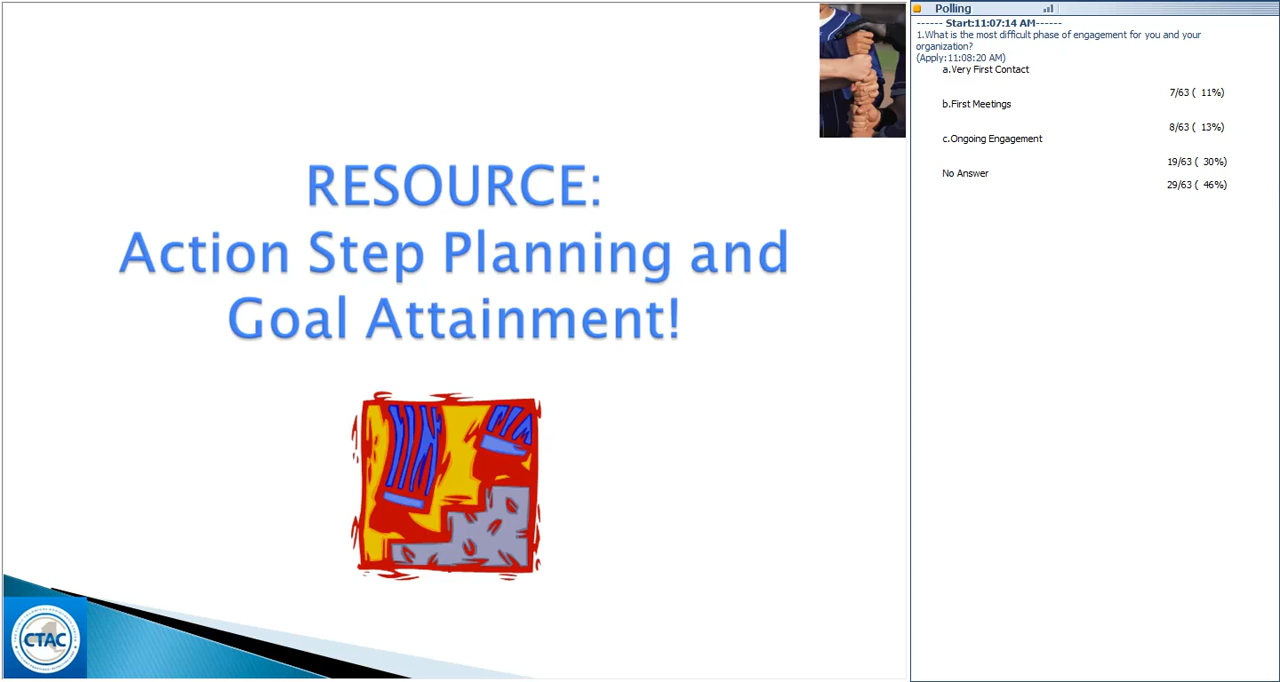 RESOURCE:
Action Step Planning and
Goal Attainment!
CTAC
Polling
------ Start:11:07:14 AM------
1.What is the most difficult phase of engagement for you and your
organization?
(Apply:11:08:20 AM)
a.Very First Contact
7/63 ( 11%)
b.First Meetings
8/63 ( 13%)
c.Ongoing Engagement
19/63 ( 30%)
No Answer
29/63 ( 46%)